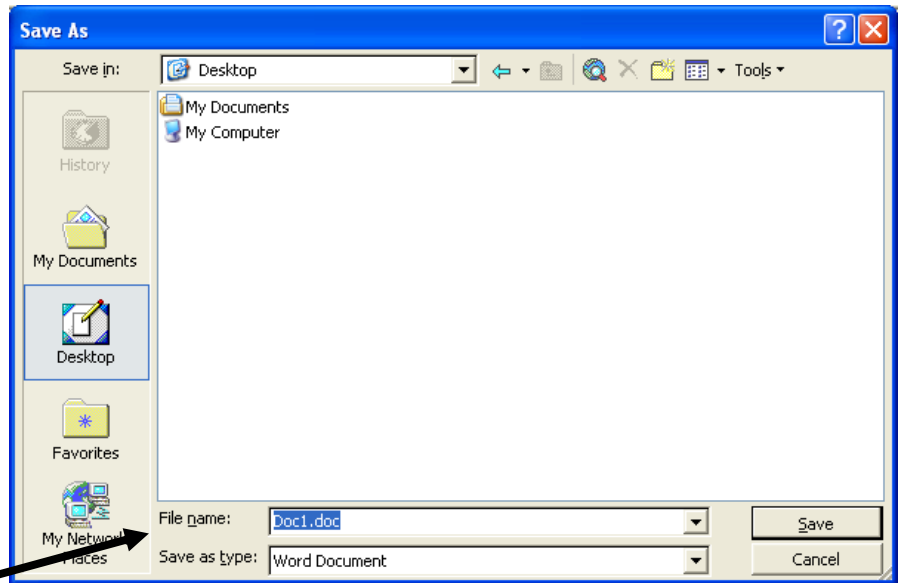 Save As
Save in:
Desktop
Tools
My Documents
My Computer
History
My Documents
Desktop
Favorites
My Network
Places
File name:
Doc1.doc
Save
Save as type:
Word Document
Cancel